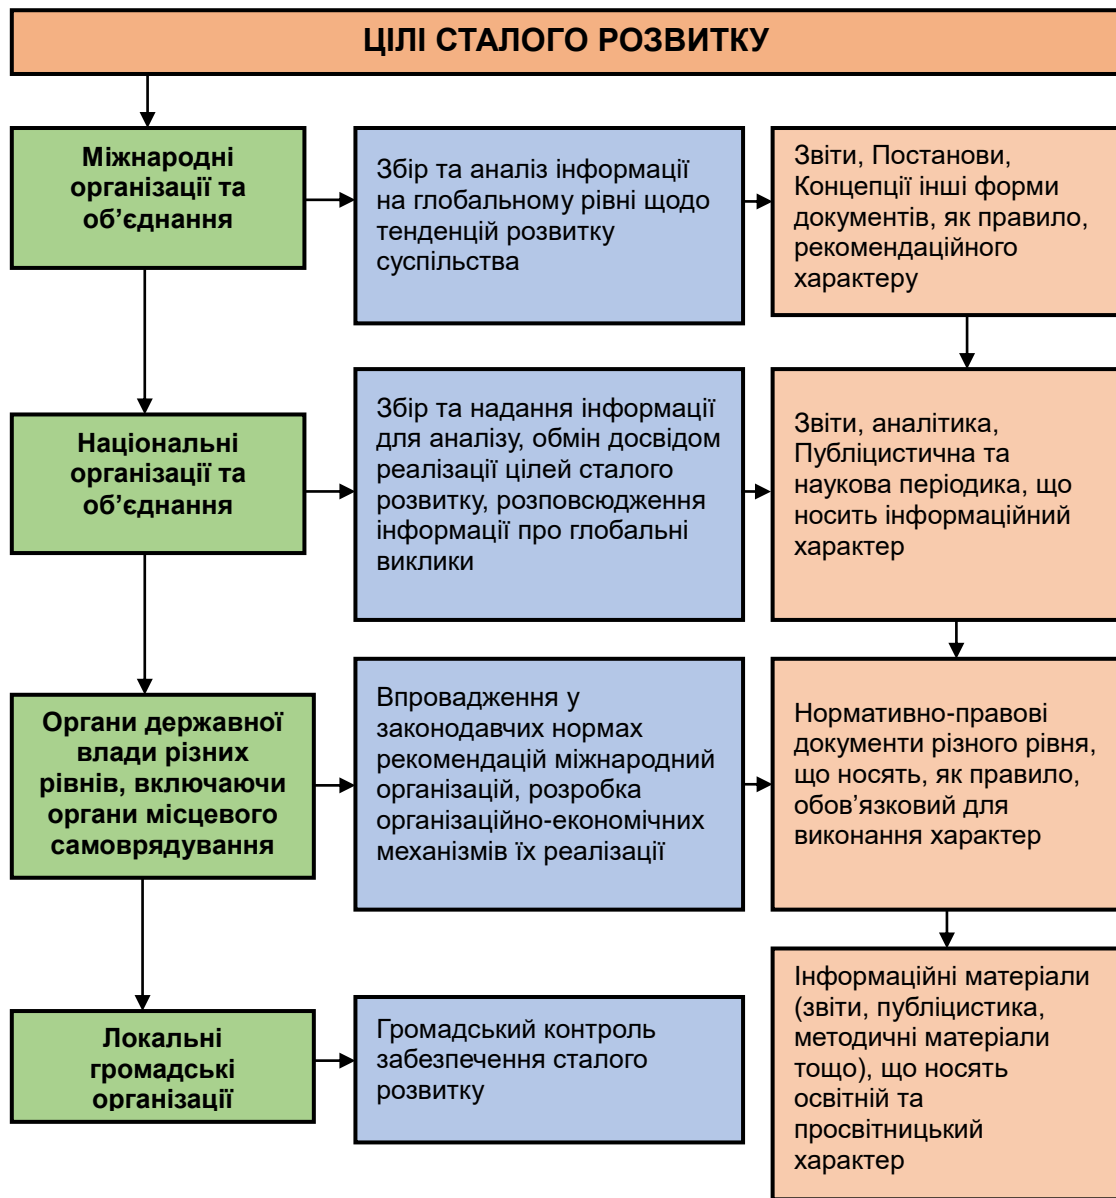 ЦІЛІ СТАЛОГО РОЗВИТКУ
Міжнародні
організації та
об’єднання
Збір та аналіз інформації
на глобальному рівні щодо
тенденцій розвитку
суспільства
Звіти, Постанови,
Концепції інші форми
документів, як правило,
рекомендаційного
характеру
Національні
організації та
об’єднання
Збір та надання інформації
для аналізу, обмін досвідом
реалізації цілей сталого
розвитку, розповсюдження
інформації про глобальні
виклики
Звіти, аналітика,
Публіцистична та
наукова періодика, що
носить інформаційний
характер
Органи державної
влади різних
рівнів, включаючи
органи місцевого
самоврядування
Впровадження у
законодавчих нормах
рекомендацій міжнародний
організацій, розробка
організаційно-економічних
механізмів їх реалізації
Нормативно-правові
документи різного рівня,
що носять, як правило,
обов’язковий для
виконання характер
Локальні
громадські
організації
Громадський контроль
забезпечення сталого
розвитку
Інформаційні матеріали
(звіти, публіцистика,
методичні матеріали
тощо), що носять
освітній та
просвітницький
характер